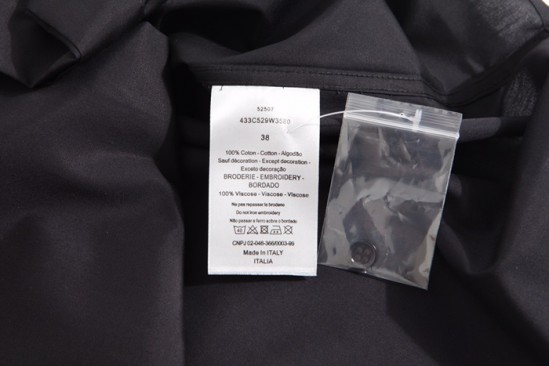 52507
433C529W3680
38
100% Coton - Cotton - Algodão
Sauf décoration - Except decoration -
Exceto decoração
BRODERIE - EMBROIDERY -
BORDADO
100% Viscose - Viscose - Viscose
Ne pas repasser la broderie
Do not iron embroidery
Não passar a ferro sobre o bordado
CNPJ 02-046-366/0003-99
Made in ITALY
ITALIA